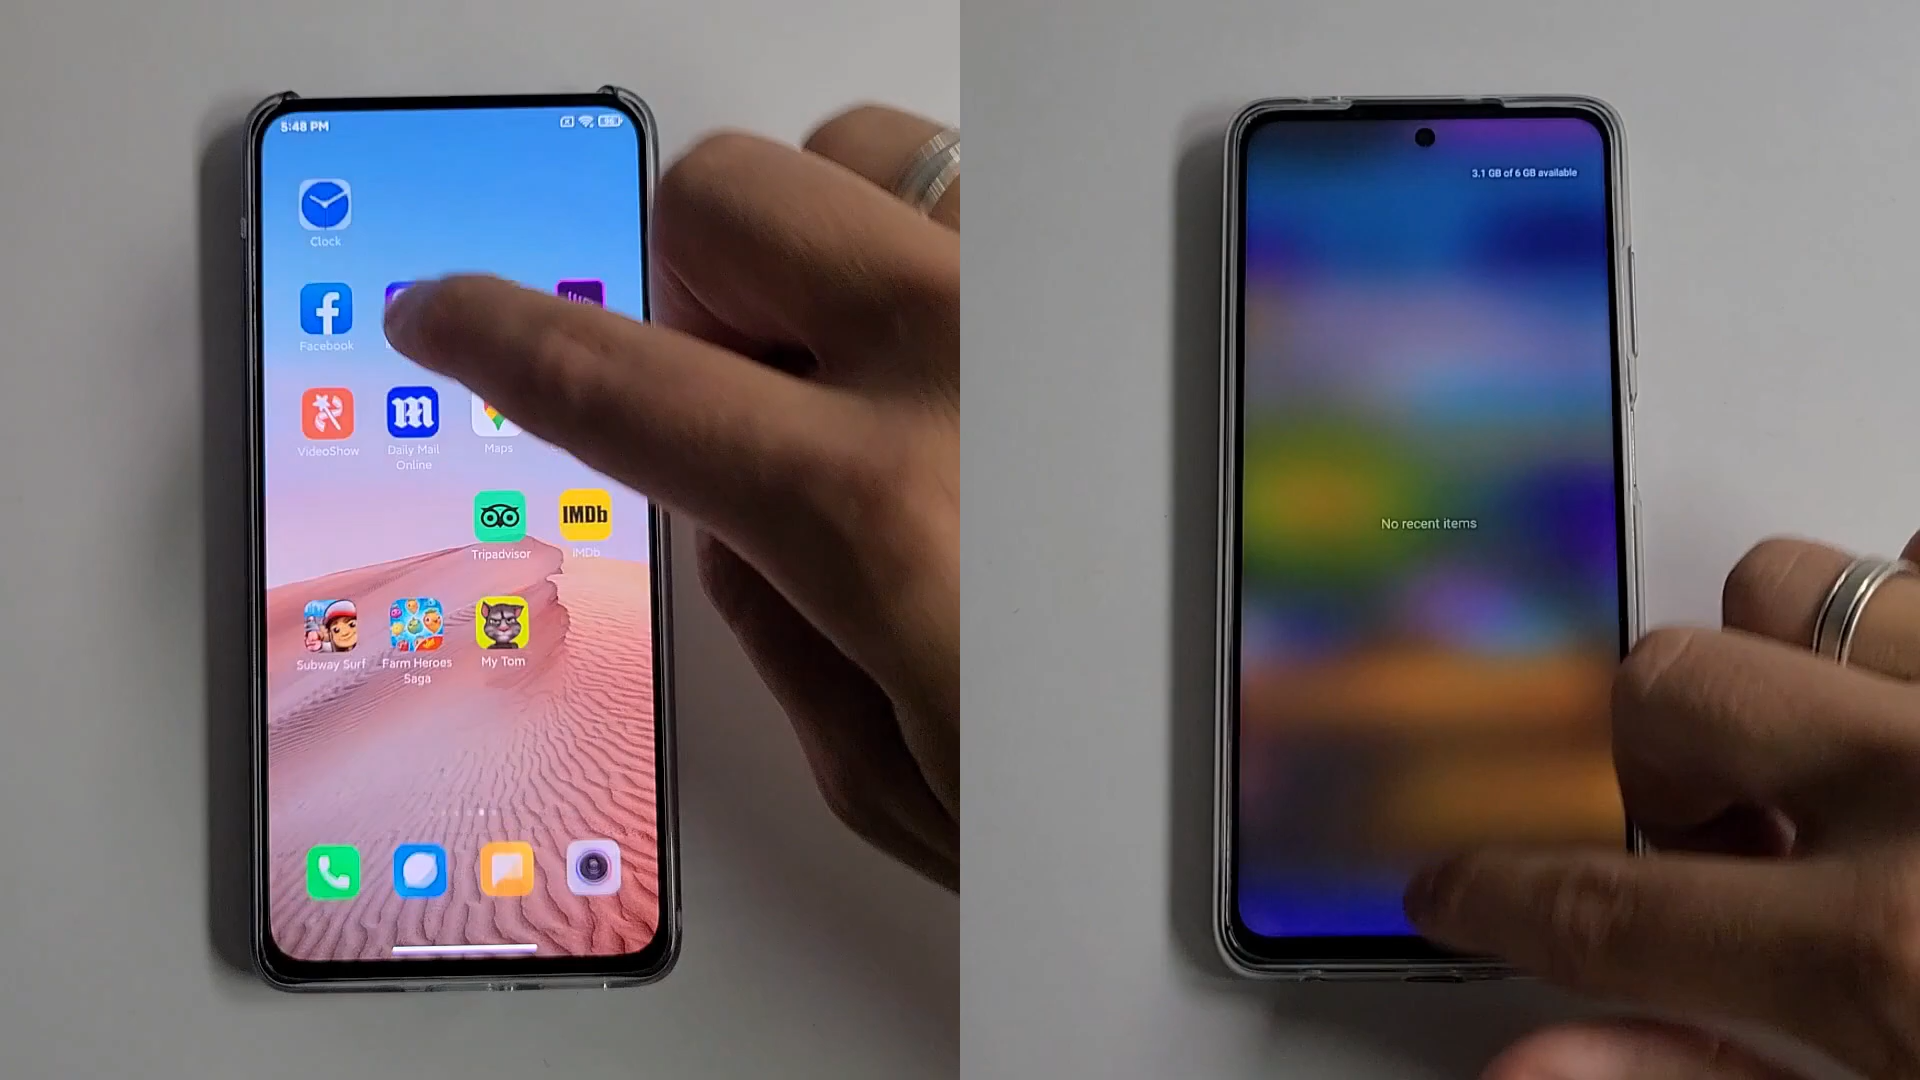 5:48 PM
96
Clock
Facebook
VideoShow
Daily Mail
Online
Maps
Tripadvisor
IMDb
IMDb
Subway Surf
Farm Heroes
Saga
My Tom
3.1 GB of 6 GB available
No recent items